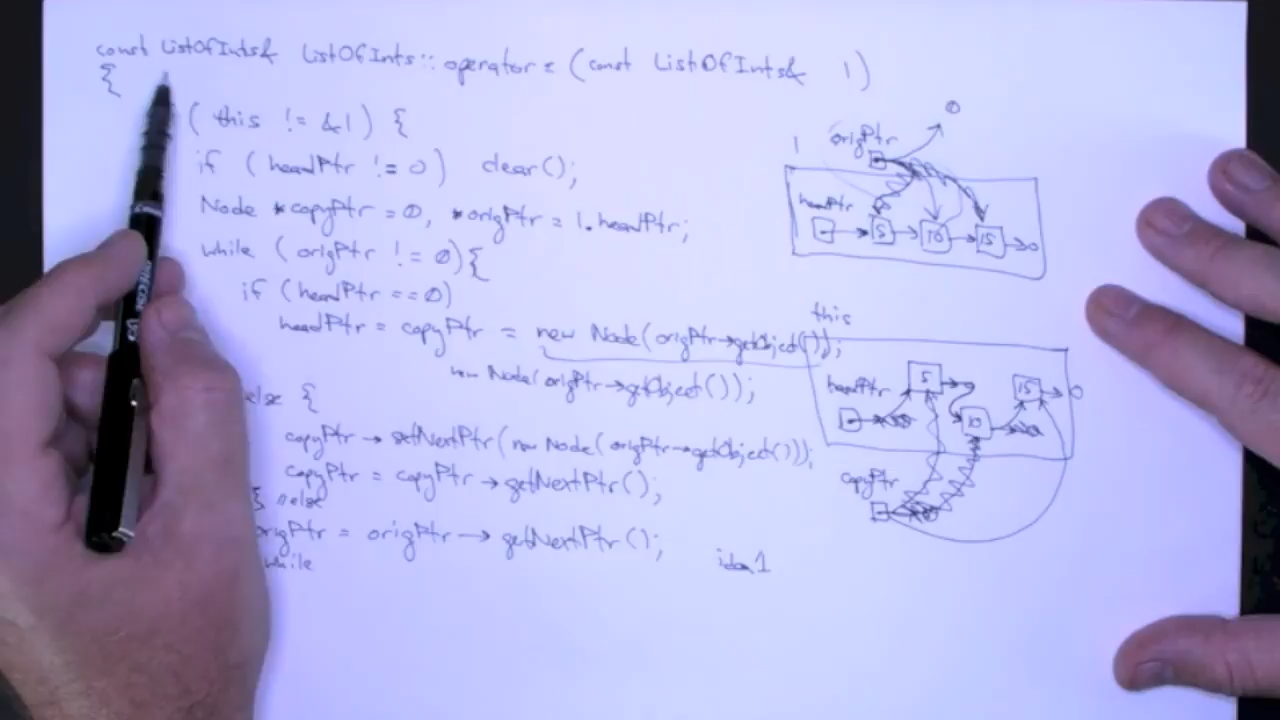 const ListOfInts& ListOfInts::operator= (const ListOfInts& l)
{
( this != &l ) {
if ( headPtr != 0 ) clear();
Node *copyPtr = 0, *origPtr = l.headPtr;
while ( origPtr != 0){
if (headPtr == 0)
headPtr = copyPtr = new Node(origPtr→getObject());
new Node(origPtr→getObject());
else {
copyPtr → setNextPtr(new Node( origPtr→getObject()));
copyPtr = copyPtr → getNextPtr();
} //else
origPtr = origPtr → getNextPtr();
while
idea 1
origPtr
0
l
headPtr
5 10 15 0
this
headPtr
5 10 15 0
copyPtr